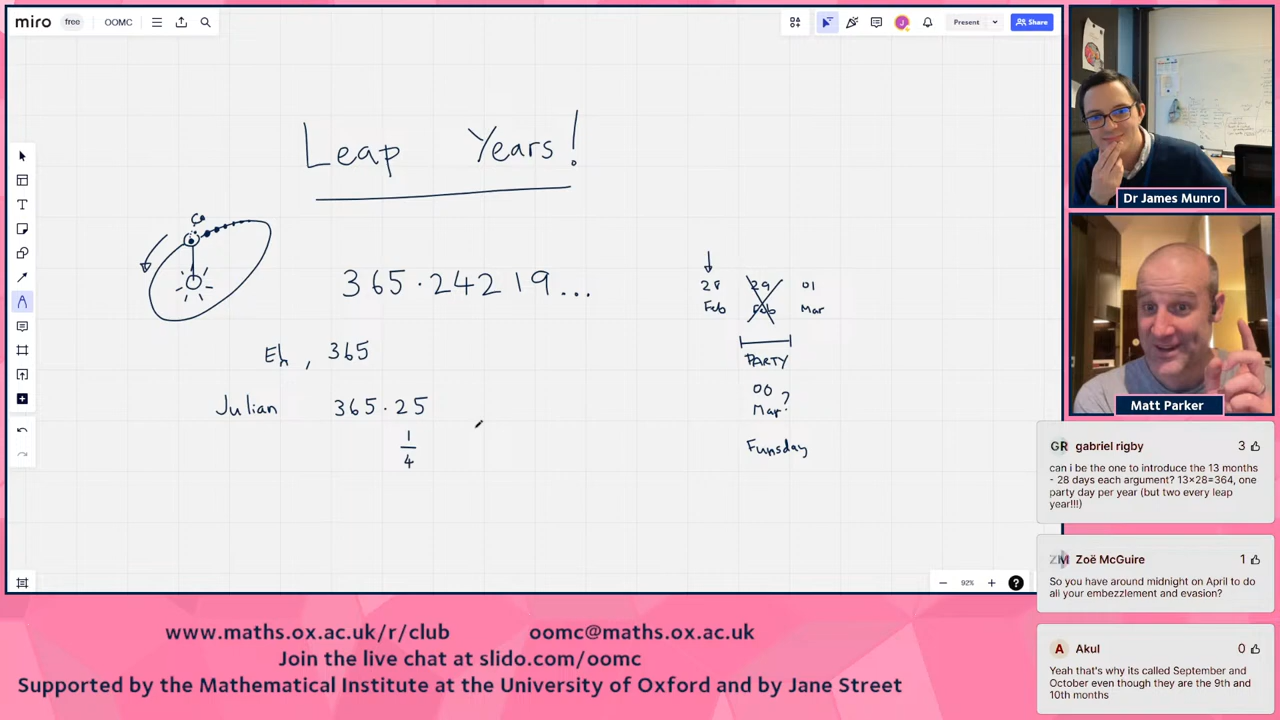 miro free OOMC
Present Share
Leap Years!
365.24219...
28 29 01
Feb Feb Mar
PARTY
Eh, 365
00
Mar?
Julian 365.25
1
4
Funsday
92%
Dr James Munro
Matt Parker
GR gabriel rigby 3
can i be the one to introduce the 13 months
- 28 days each argument? 13×28=364, one
party day per year (but two every leap
year!!!)
ZM Zoë McGuire 1
So you have around midnight on April to do
all your embezzlement and evasion?
A Akul 0
Yeah that's why its called September and
October even though they are the 9th and
10th months
www.maths.ox.ac.uk/r/club oomc@maths.ox.ac.uk
Join the live chat at slido.com/oomc
Supported by the Mathematical Institute at the University of Oxford and by Jane Street